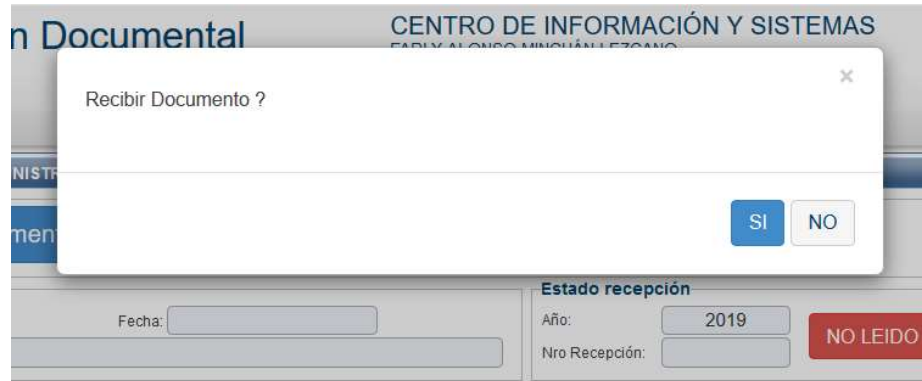 n Documental
CENTRO DE INFORMACIÓN Y SISTEMAS
Recibir Documento ?
×
NISTR
SI
NO
men
Estado recepción
Fecha:
Año:
2019
NO LEIDO
Nro Recepción: